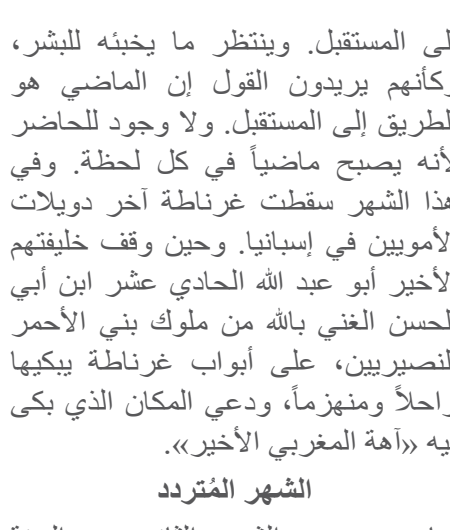 لى المستقبل. وينتظر ما يخبئه للبشر،
وكأنهم يريدون القول إن الماضي هو
لطريق إلى المستقبل. ولا وجود للحاضر
لأنه يصبح ماضياً في كل لحظة. وفي
هذا الشهر سقطت غرناطة آخر دويلات
لأمويين في إسبانيا. وحين وقف خليفتهم
لأخير أبو عبد الله الحادي عشر ابن أبي
لحسن الغني بالله من ملوك بني الأحمر
لنصيريين، على أبواب غرناطة يبكيها
راحلاً ومنهزماً، ودعي المكان الذي بكى
يه «آهة المغربي الأخير».
الشهر المُتردد